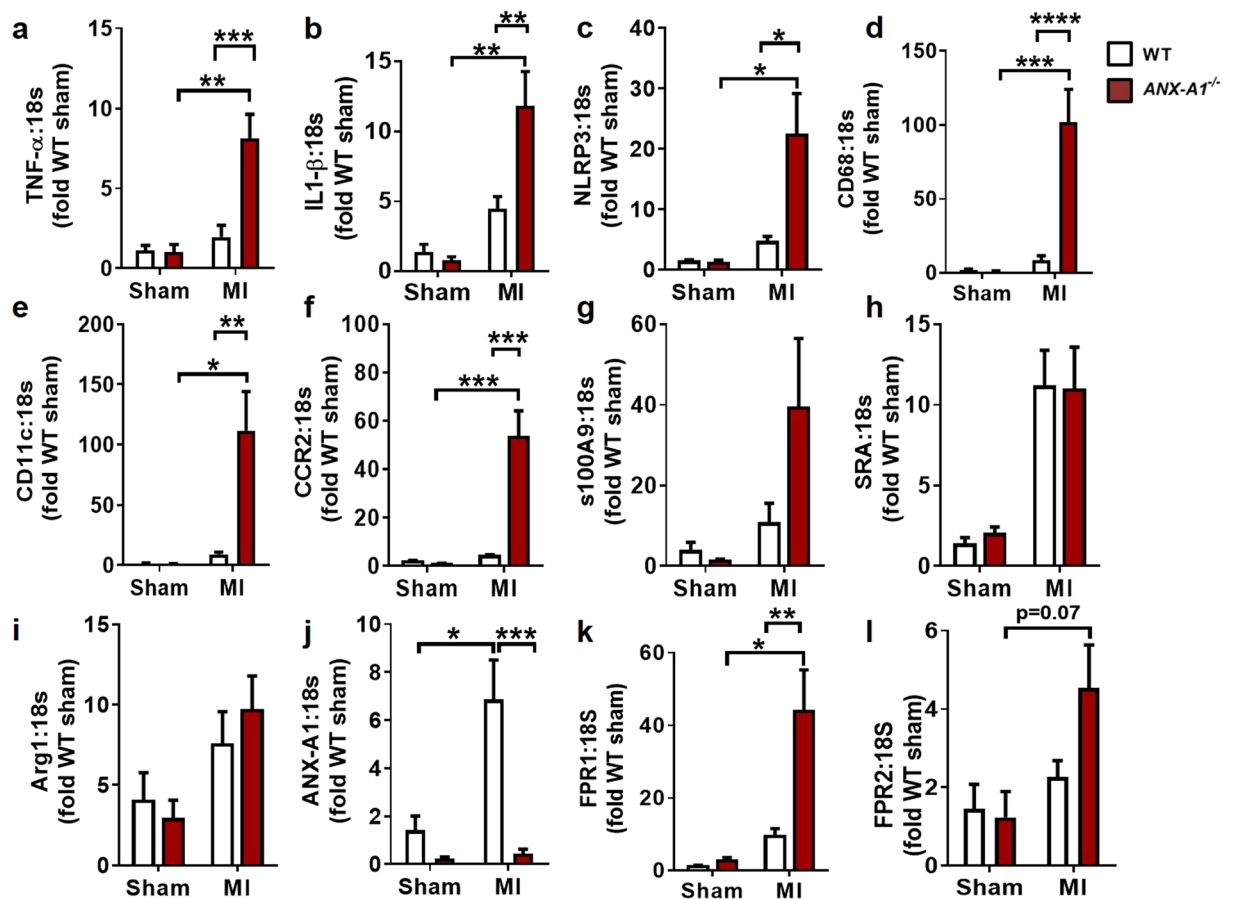 a
TNF-α:18s
(fold WT sham)
15
10
5
0
***
**
Sham MI
b
IL1-β:18s
(fold WT sham)
15
10
5
0
**
**
Sham MI
c
NLRP3:18s
(fold WT sham)
40
30
20
10
0
*
*
Sham MI
d
CD68:18s
(fold WT sham)
150
100
50
0
****
***
Sham MI
WT
ANX-A1-/-
e
CD11c:18s
(fold WT sham)
200
150
100
50
0
**
*
Sham MI
f
CCR2:18s
(fold WT sham)
100
80
60
40
20
0
***
***
Sham MI
g
s100A9:18s
(fold WT sham)
60
40
20
0
Sham MI
h
SRA:18s
(fold WT sham)
15
10
5
0
Sham MI
i
Arg1:18s
(fold WT sham)
15
10
5
0
Sham MI
j
ANX-A1:18s
(fold WT sham)
10
8
6
4
2
0
* ***
Sham MI
k
FPR1:18S
(fold WT sham)
60
40
20
0
**
*
Sham MI
l
FPR2:18S
(fold WT sham)
6
4
2
0
p=0.07
Sham MI